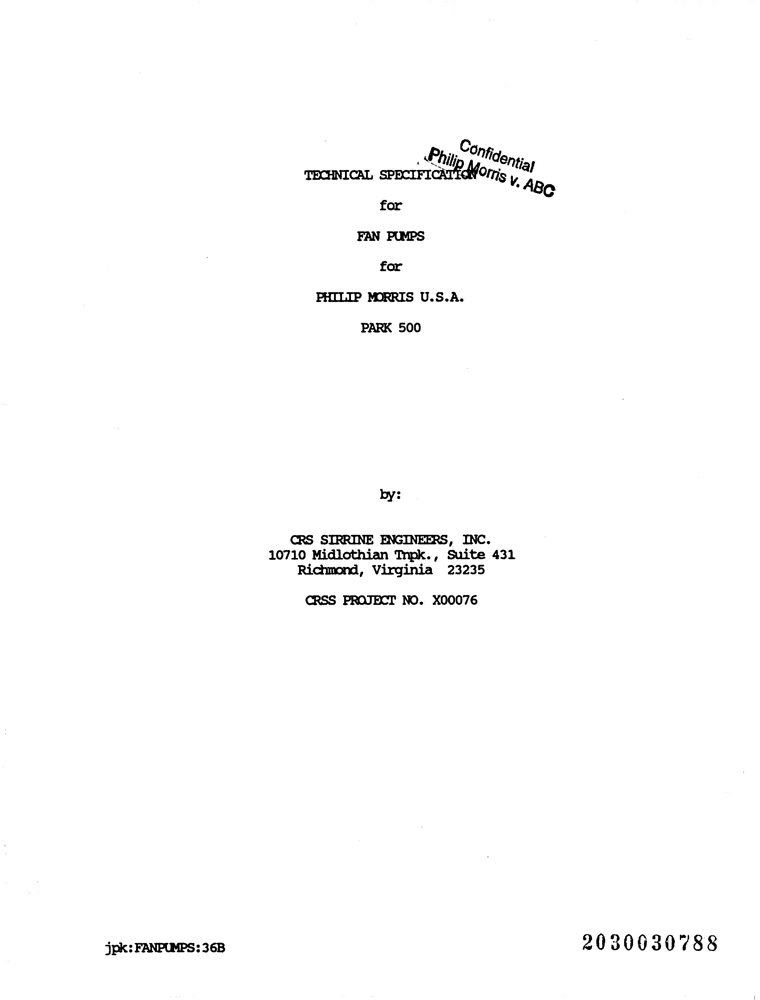 Confidential
Philip Morris v. ABC
TECHNICAL SPECIFICATION
for
FAN PUMPS
for
PHILIP MORRIS U.S.A.
PARK 500
by:
CRS SIRRINE ENGINEERS, INC.
10710 Midlothian Tnpk., Suite 431
Richmond, Virginia 23235
CRSS PROJECT NO. X00076
jpk:FANPUMPS:36B
2030030788